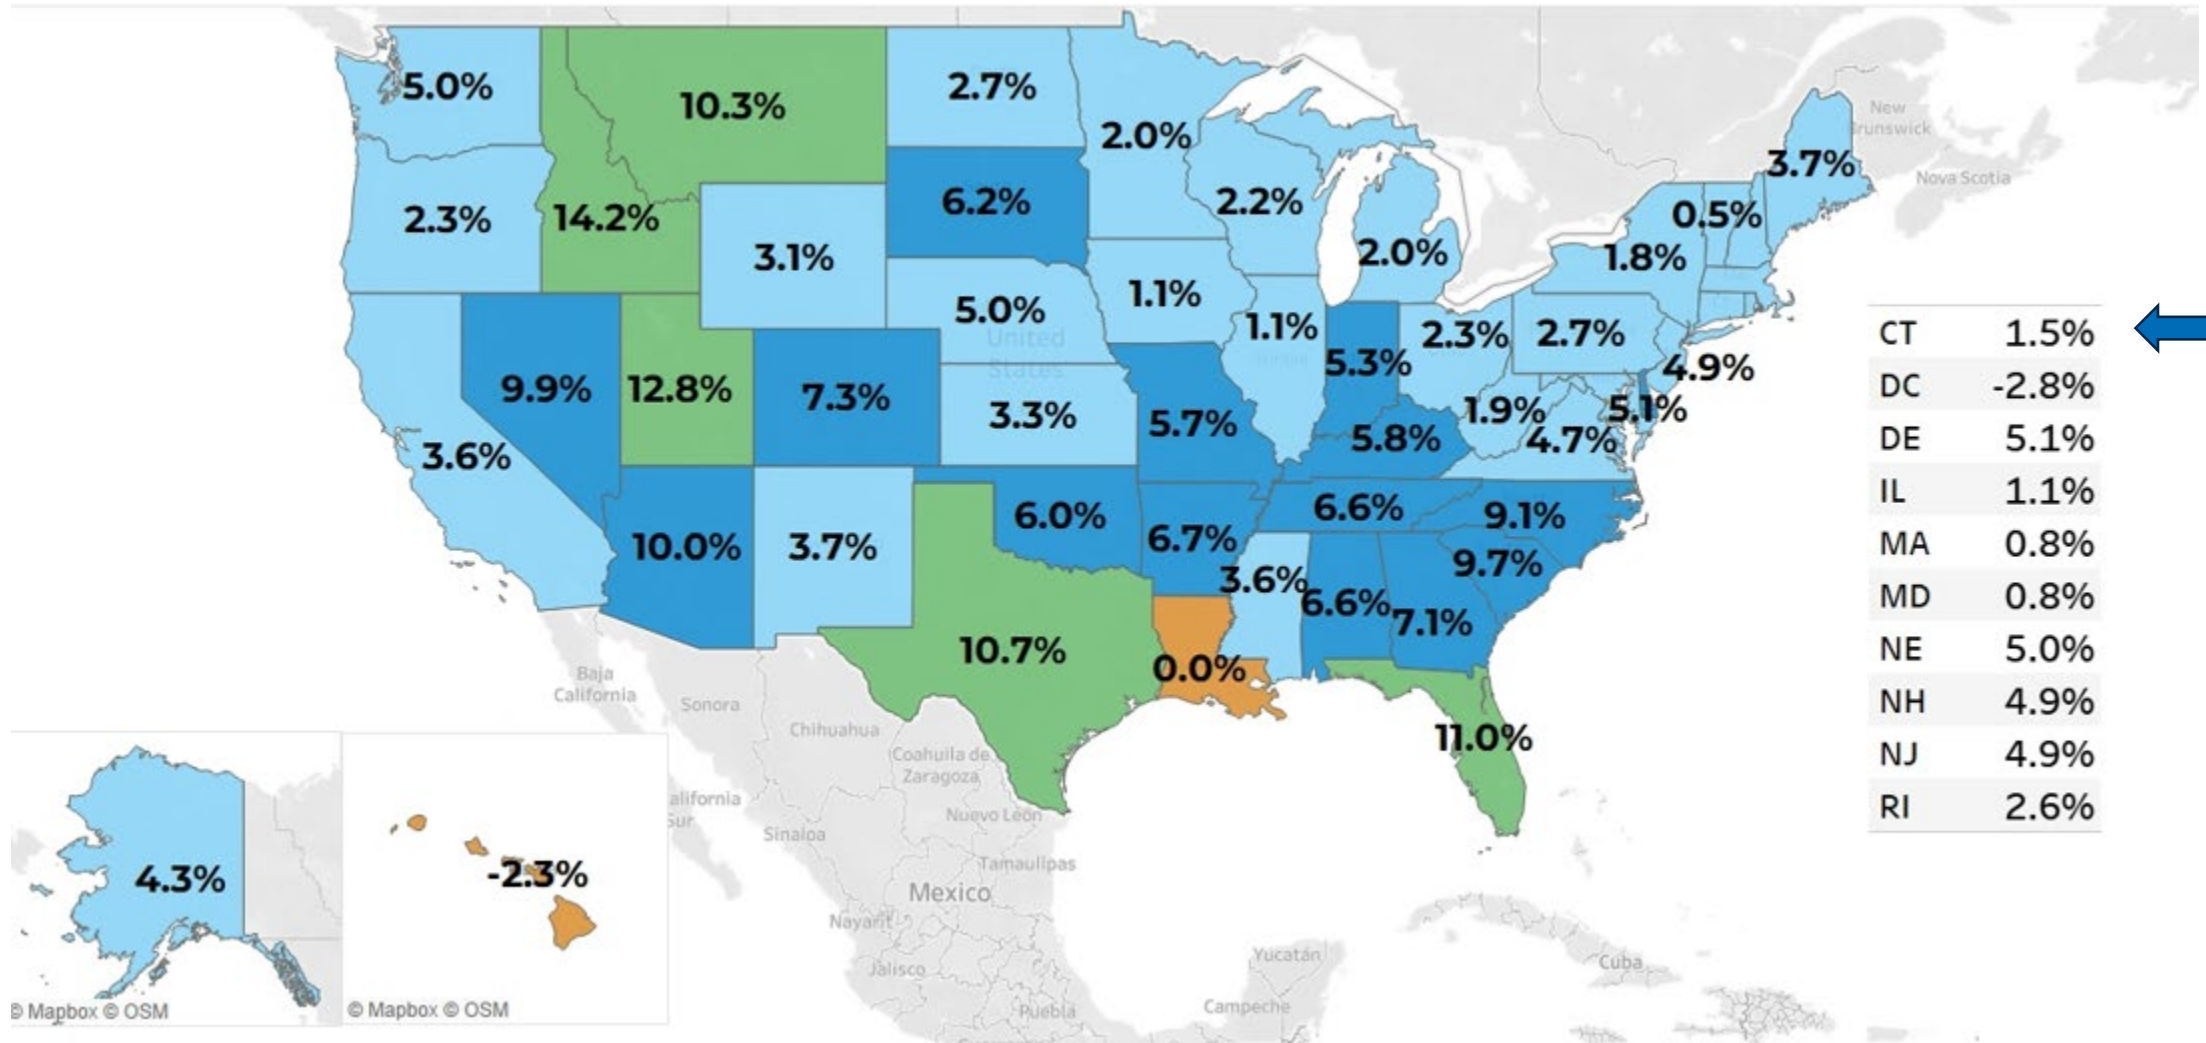 5.0%
10.3%
2.7%
2.0%
New
Brunswick
3.7%
Nova Scotia
2.3%
14.2%
3.1%
6.2%
2.2%
2.0%
0.5%
1.8%
5.0%
United
States
1.1%
1.1%
5.3%
2.3%
2.7%
4.9%
9.9%
12.8%
7.3%
3.3%
5.7%
5.8%
1.9%
4.7%
5.1%
3.6%
10.0%
3.7%
6.0%
6.7%
6.6%
9.1%
9.7%
3.6%
6.6%
7.1%
10.7%
0.0%
11.0%
CT 1.5%
DC -2.8%
DE 5.1%
IL 1.1%
MA 0.8%
MD 0.8%
NE 5.0%
NH 4.9%
NJ 4.9%
RI 2.6%
Baja
California
Sonora
Chihuahua
Coahuila de
Zaragoza
alifornia
Sur
Sinaloa
Nuevo León
Tamaulipas
Mexico
Nayarit
Jalisco
Puebla
Yucatán
Campeche
Cuba
4.3%
-2.3%
© Mapbox © OSM
© Mapbox © OSM